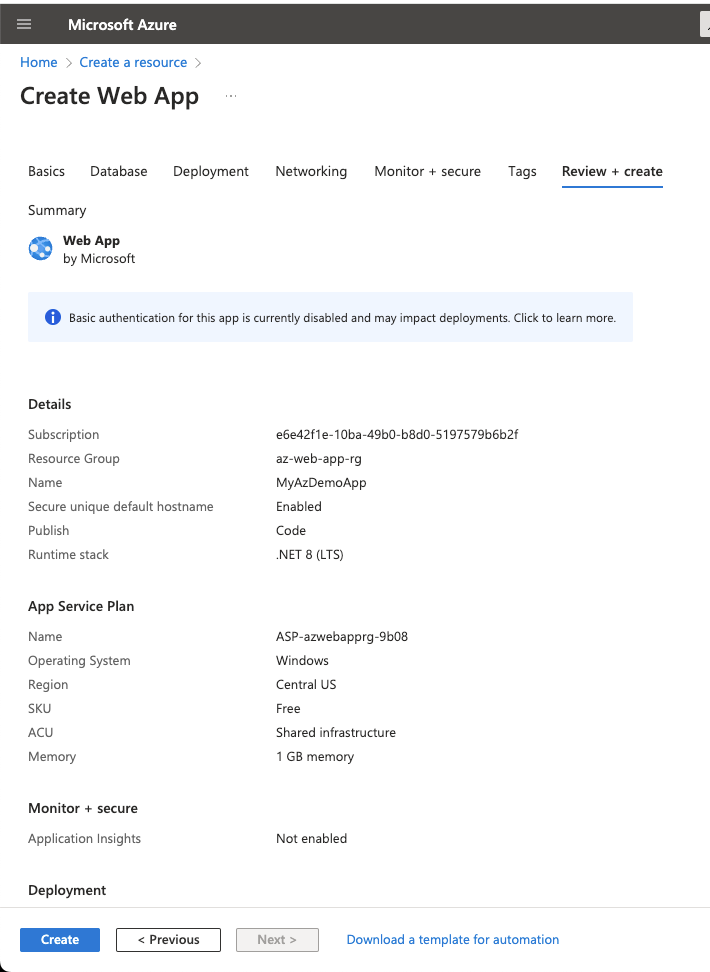 Microsoft Azure
Home > Create a resource >
Create Web App ...
Basics Database Deployment Networking Monitor + secure Tags Review + create
Summary
Web App
by Microsoft
Basic authentication for this app is currently disabled and may impact deployments. Click to learn more.
Details
Subscription e6e42f1e-10ba-49b0-b8d0-5197579b6b2f
Resource Group az-web-app-rg
Name MyAzDemoApp
Secure unique default hostname Enabled
Publish Code
Runtime stack .NET 8 (LTS)
App Service Plan
Name ASP-azwebapprg-9b08
Operating System Windows
Region Central US
SKU Free
ACU Shared infrastructure
Memory 1 GB memory
Monitor + secure
Application Insights Not enabled
Deployment
Create < Previous Next > Download a template for automation